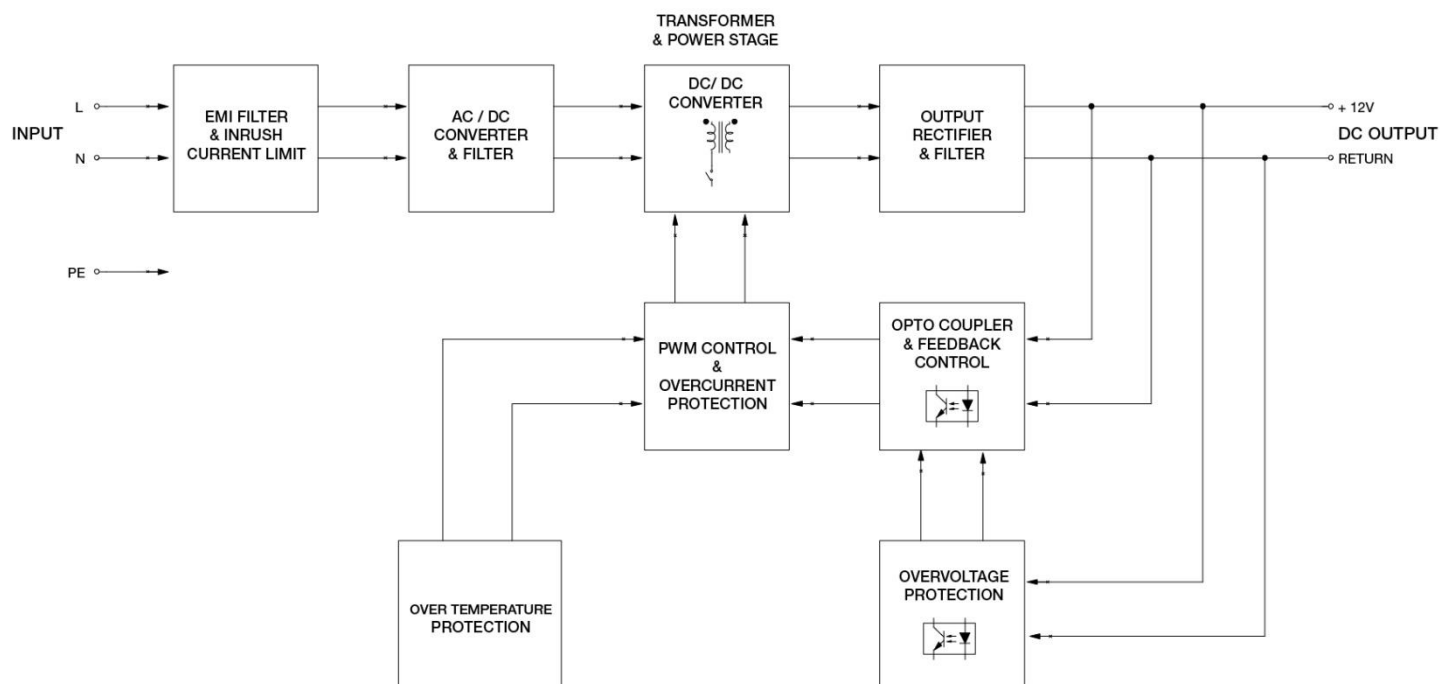 TRANSFORMER
& POWER STAGE
INPUT
L
N
PE
EMI FILTER
& INRUSH
CURRENT LIMIT
AC / DC
CONVERTER
& FILTER
DC/ DC
CONVERTER
OUTPUT
RECTIFIER
& FILTER
+ 12V
DC OUTPUT
RETURN
PWM CONTROL
&
OVERCURRENT
PROTECTION
OPTO COUPLER
& FEEDBACK
CONTROL
OVER TEMPERATURE
PROTECTION
OVERVOLTAGE
PROTECTION